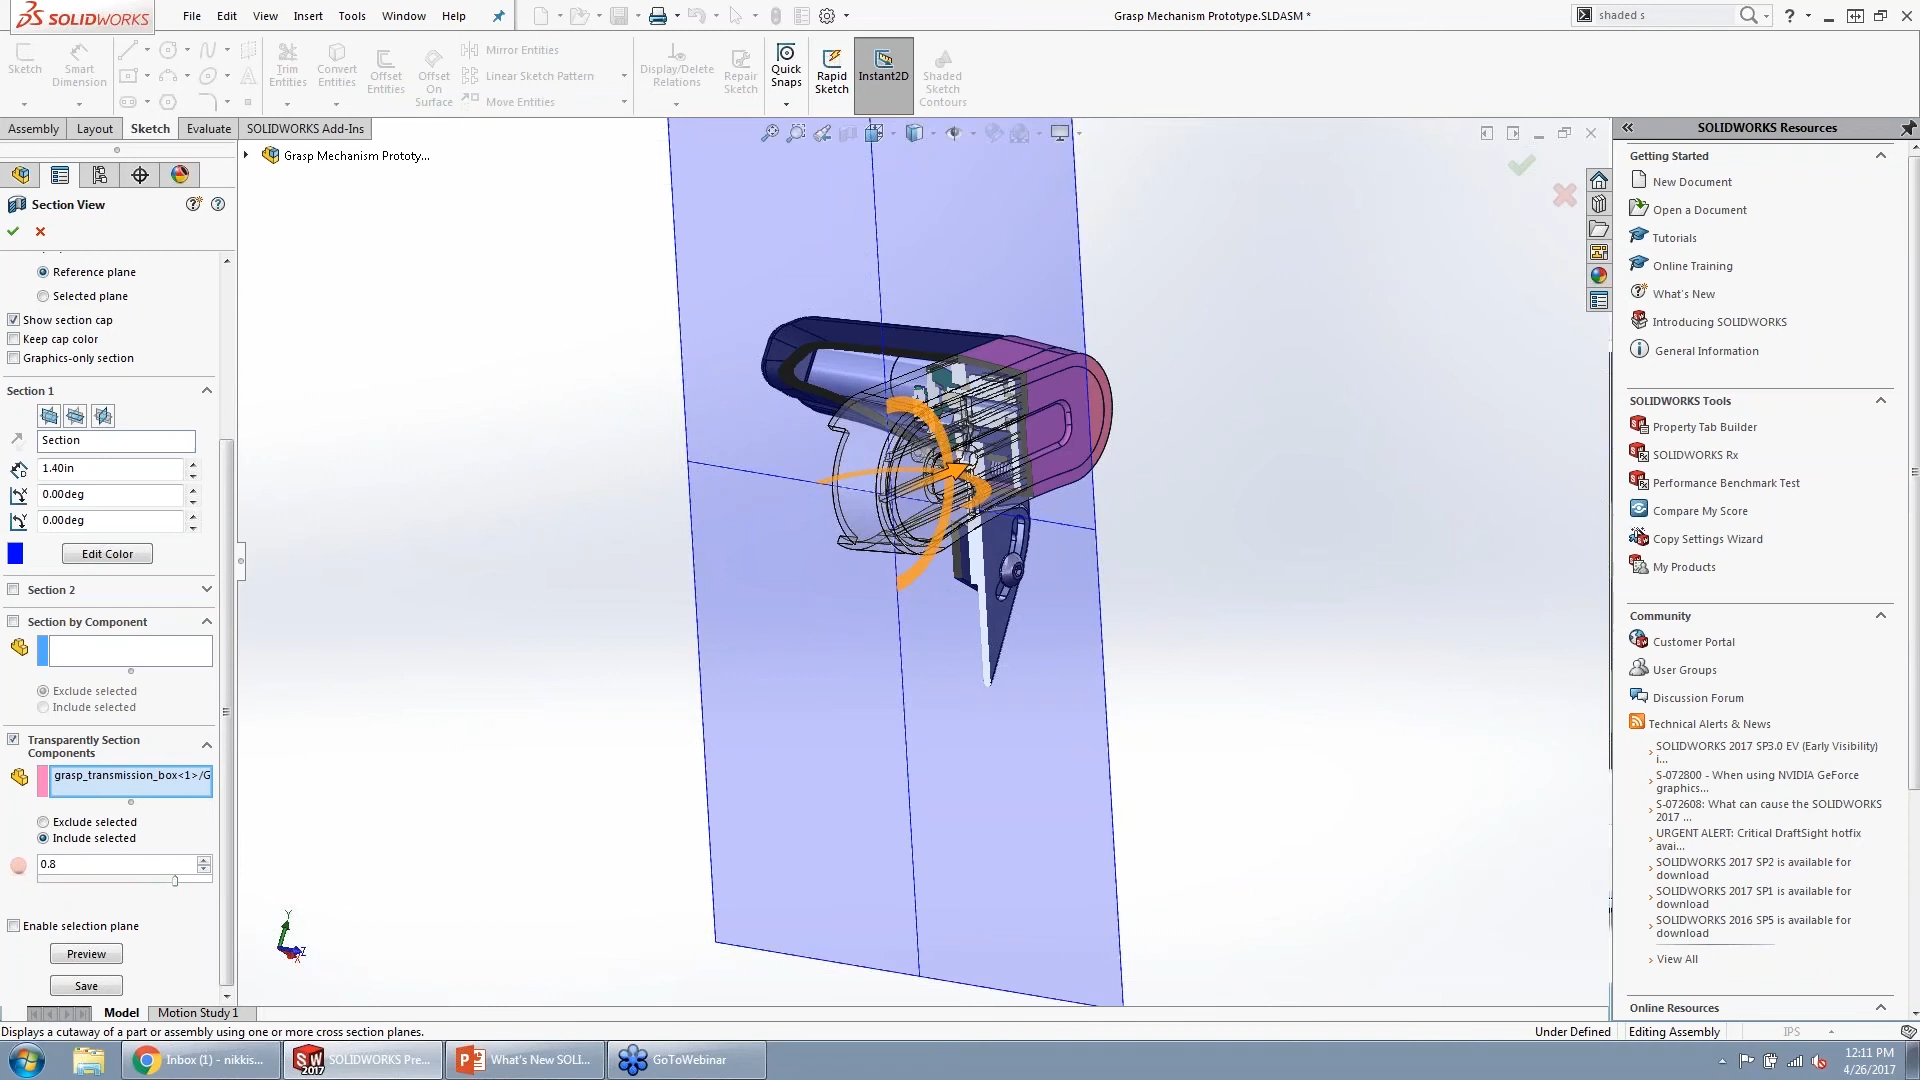 SOLIDWORKS
File Edit View Insert Tools Window Help
Grasp Mechanism Prototype.SLDASM *
shaded s
Sketch
Smart Dimension
Trim Entities
Convert Entities
Offset Entities
Offset On Surface
Mirror Entities
Linear Sketch Pattern
Move Entities
Display/Delete Relations
Repair Sketch
Quick Snaps
Rapid Sketch
Instant2D
Shaded Sketch Contours
Assembly Layout Sketch Evaluate SOLIDWORKS Add-Ins
Grasp Mechanism Prototy...
Section View
Reference plane
Selected plane
Show section cap
Keep cap color
Graphics-only section
Section 1
Section
1.40in
0.00deg
0.00deg
Edit Color
Section 2
Section by Component
Exclude selected
Include selected
Transparently Section
Components
grasp_transmission_box<1>/G
Exclude selected
Include selected
0.8
Enable selection plane
Preview
Save
Y
Z
X
Model Motion Study 1
SOLIDWORKS Resources
Getting Started
New Document
Open a Document
Tutorials
Online Training
What's New
Introducing SOLIDWORKS
General Information
SOLIDWORKS Tools
Property Tab Builder
SOLIDWORKS Rx
Performance Benchmark Test
Compare My Score
Copy Settings Wizard
My Products
Community
Customer Portal
User Groups
Discussion Forum
Technical Alerts & News
SOLIDWORKS 2017 SP3.0 EV (Early Visibility)
i...
S-072800 - When using NVIDIA GeForce
graphics...
S-072608: What can cause the SOLIDWORKS
2017 ...
URGENT ALERT: Critical DraftSight hotfix
avai...
SOLIDWORKS 2017 SP2 is available for
download
SOLIDWORKS 2017 SP1 is available for
download
SOLIDWORKS 2016 SP5 is available for
download
View All
Online Resources
Displays a cutaway of a part or assembly using one or more cross section planes.
Under Defined Editing Assembly IPS
Inbox (1) - nikkis...
SW 2017 SOLIDWORKS Pre...
What's New SOLI...
GoToWebinar
12:11 PM
4/26/2017